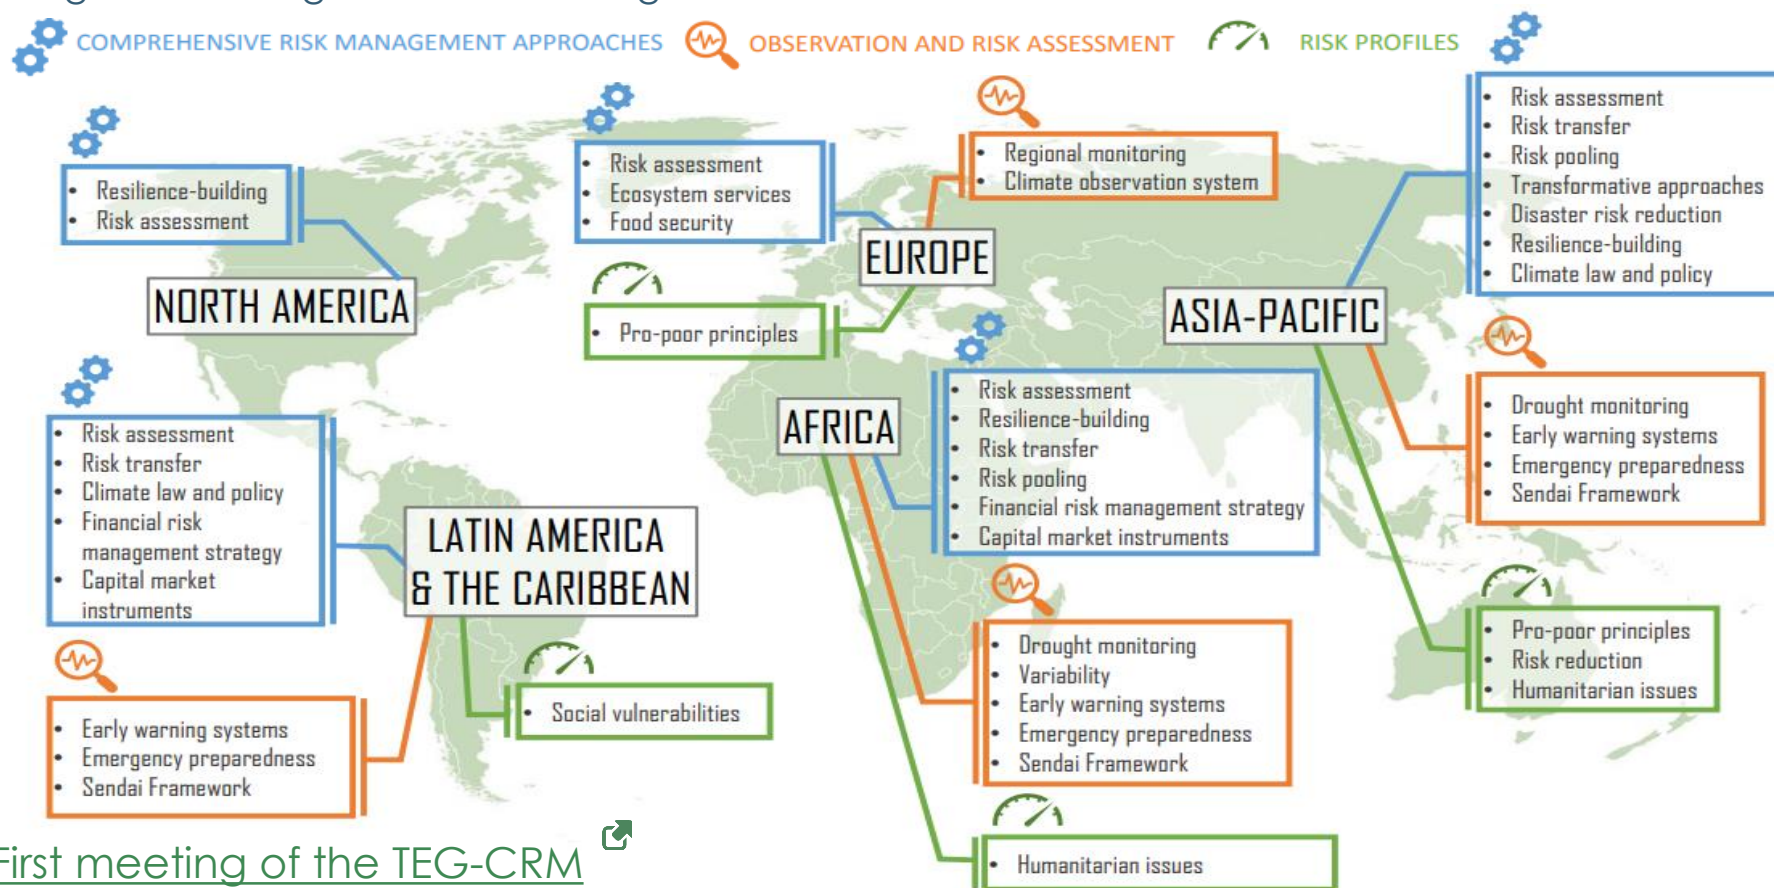 COMPREHENSIVE RISK MANAGEMENT APPROACHES
OBSERVATION AND RISK ASSESSMENT
RISK PROFILES
• Resilience-building
• Risk assessment
NORTH AMERICA
• Risk assessment
• Ecosystem services
• Food security
• Regional monitoring
• Climate observation system
EUROPE
• Pro-poor principles
• Risk assessment
• Risk transfer
• Risk pooling
• Transformative approaches
• Disaster risk reduction
• Resilience-building
• Climate law and policy
ASIA-PACIFIC
• Drought monitoring
• Early warning systems
• Emergency preparedness
• Sendai Framework
• Pro-poor principles
• Risk reduction
• Humanitarian issues
• Risk assessment
• Risk transfer
• Climate law and policy
• Financial risk
management strategy
• Capital market
instruments
LATIN AMERICA
& THE CARIBBEAN
• Early warning systems
• Emergency preparedness
• Sendai Framework
• Social vulnerabilities
AFRICA
• Risk assessment
• Resilience-building
• Risk transfer
• Risk pooling
• Financial risk management strategy
• Capital market instruments
• Drought monitoring
• Variability
• Early warning systems
• Emergency preparedness
• Sendai Framework
• Humanitarian issues
First meeting of the TEG-CRM